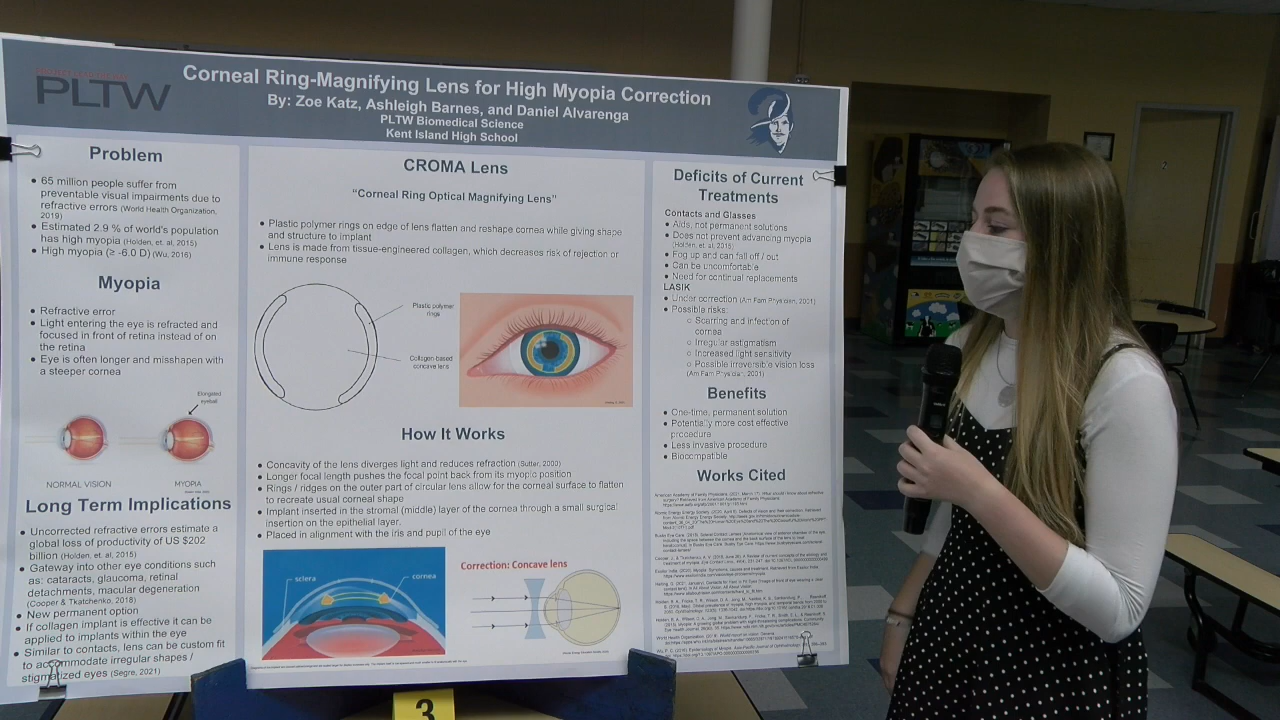 PLTW
Corneal Ring-Magnifying Lens for High Myopia Correction
By: Zoe Katz, Ashleigh Barnes, and Daniel Alvarenga
PLTW Biomedical Science
Kent Island High School
Problem
● 65 million people suffer from
preventable visual impairments due to
refractive errors (World Health Organization,
2019)
● Estimated 2.9 % of world's population
has high myopia (Holden, et. al, 2015)
● High myopia (≥ -6.0 D) (Wu, 2016)
Myopia
● Refractive error
● Light entering the eye is refracted and
focused in front of retina instead of on
the retina
● Eye is often longer and misshapen with
a steeper cornea
Elongated
eyeball
NORMAL VISION
MYOPIA
Long Term Implications
● Uncorrected refractive errors estimate a
global loss of productivity of US $202
billion (Holden, et. al, 2015)
● Gateway into other eye conditions such
as: cataracts, glaucoma, retinal
detachments, macular degeneration
(Cooper & Tkatchenko, 2018)
● New permanent option
● If collagen implant is effective it can be
applied to implants within the eye
● Similar to contacts, lens can be custom fit
to accommodate irregular shapes /
stigmatized eyes (Segre, 2021)
CROMA Lens
"Corneal Ring Optical Magnifying Lens"
● Plastic polymer rings on edge of lens flatten and reshape cornea while giving shape
and structure to implant
● Lens is made from tissue-engineered collagen, which decreases risk of rejection or
immune response
Plastic polymer
rings
Collagen-based
concave lens
How It Works
● Concavity of the lens diverges light and reduces refraction (Sutter, 2000)
● Longer focal length pushes the focal point back from its myopic position
● Rings / ridges on the outer part of circular lens allow for the corneal surface to flatten
to recreate usual corneal shape
● Implant inserted in the stromal (middle) layer of the cornea through a small surgical
insertion on the epithelial layer.
● Placed in alignment with the iris and pupil of the eye
sclera
cornea
Correction: Concave lens
Deficits of Current
Treatments
Contacts and Glasses
● Aids, not permanent solutions
● Does not prevent advancing myopia
(Holden, et. al, 2015)
● Fog up and can fall off / out
● Can be uncomfortable
● Need for continual replacements
LASIK
● Under correction (Am Fam Physician, 2001)
● Possible risks:
○ Scarring and infection of
cornea
○ Irregular astigmatism
○ Increased light sensitivity
○ Possible irreversible vision loss
(Am Fam Physician, 2001)
Benefits
● One-time, permanent solution
● Potentially more cost effective
procedure
● Less invasive procedure
● Biocompatible
Works Cited
3
2